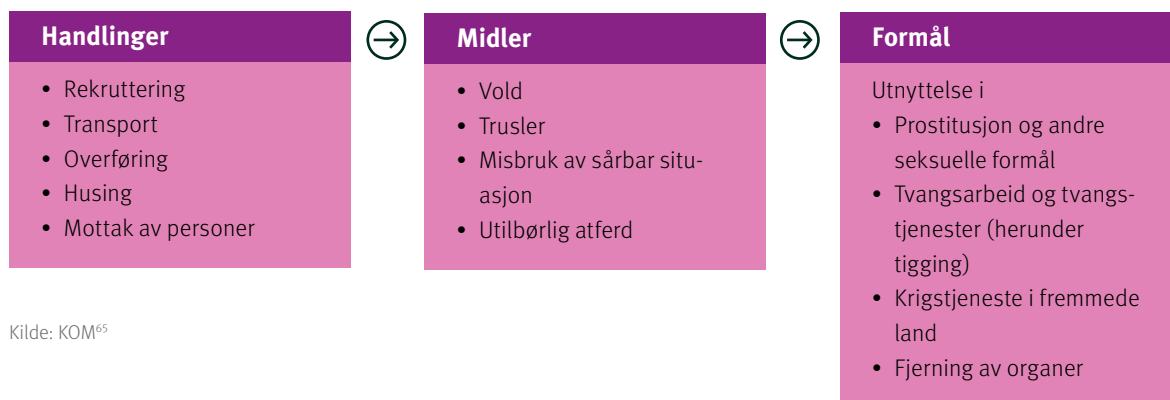 Handlinger
• Rekruttering
• Transport
• Overføring
• Husing
• Mottak av personer
Midler
• Vold
• Trusler
• Misbruk av sårbar situ-
asjon
• Utilbørlig atferd
Formål
Utnyttelse i
• Prostitusjon og andre
seksuelle formål
• Tvangsarbeid og tvangs-
tjenester (herunder
tigging)
• Krigstjeneste i fremmede
land
• Fjerning av organer
Kilde: KOM65